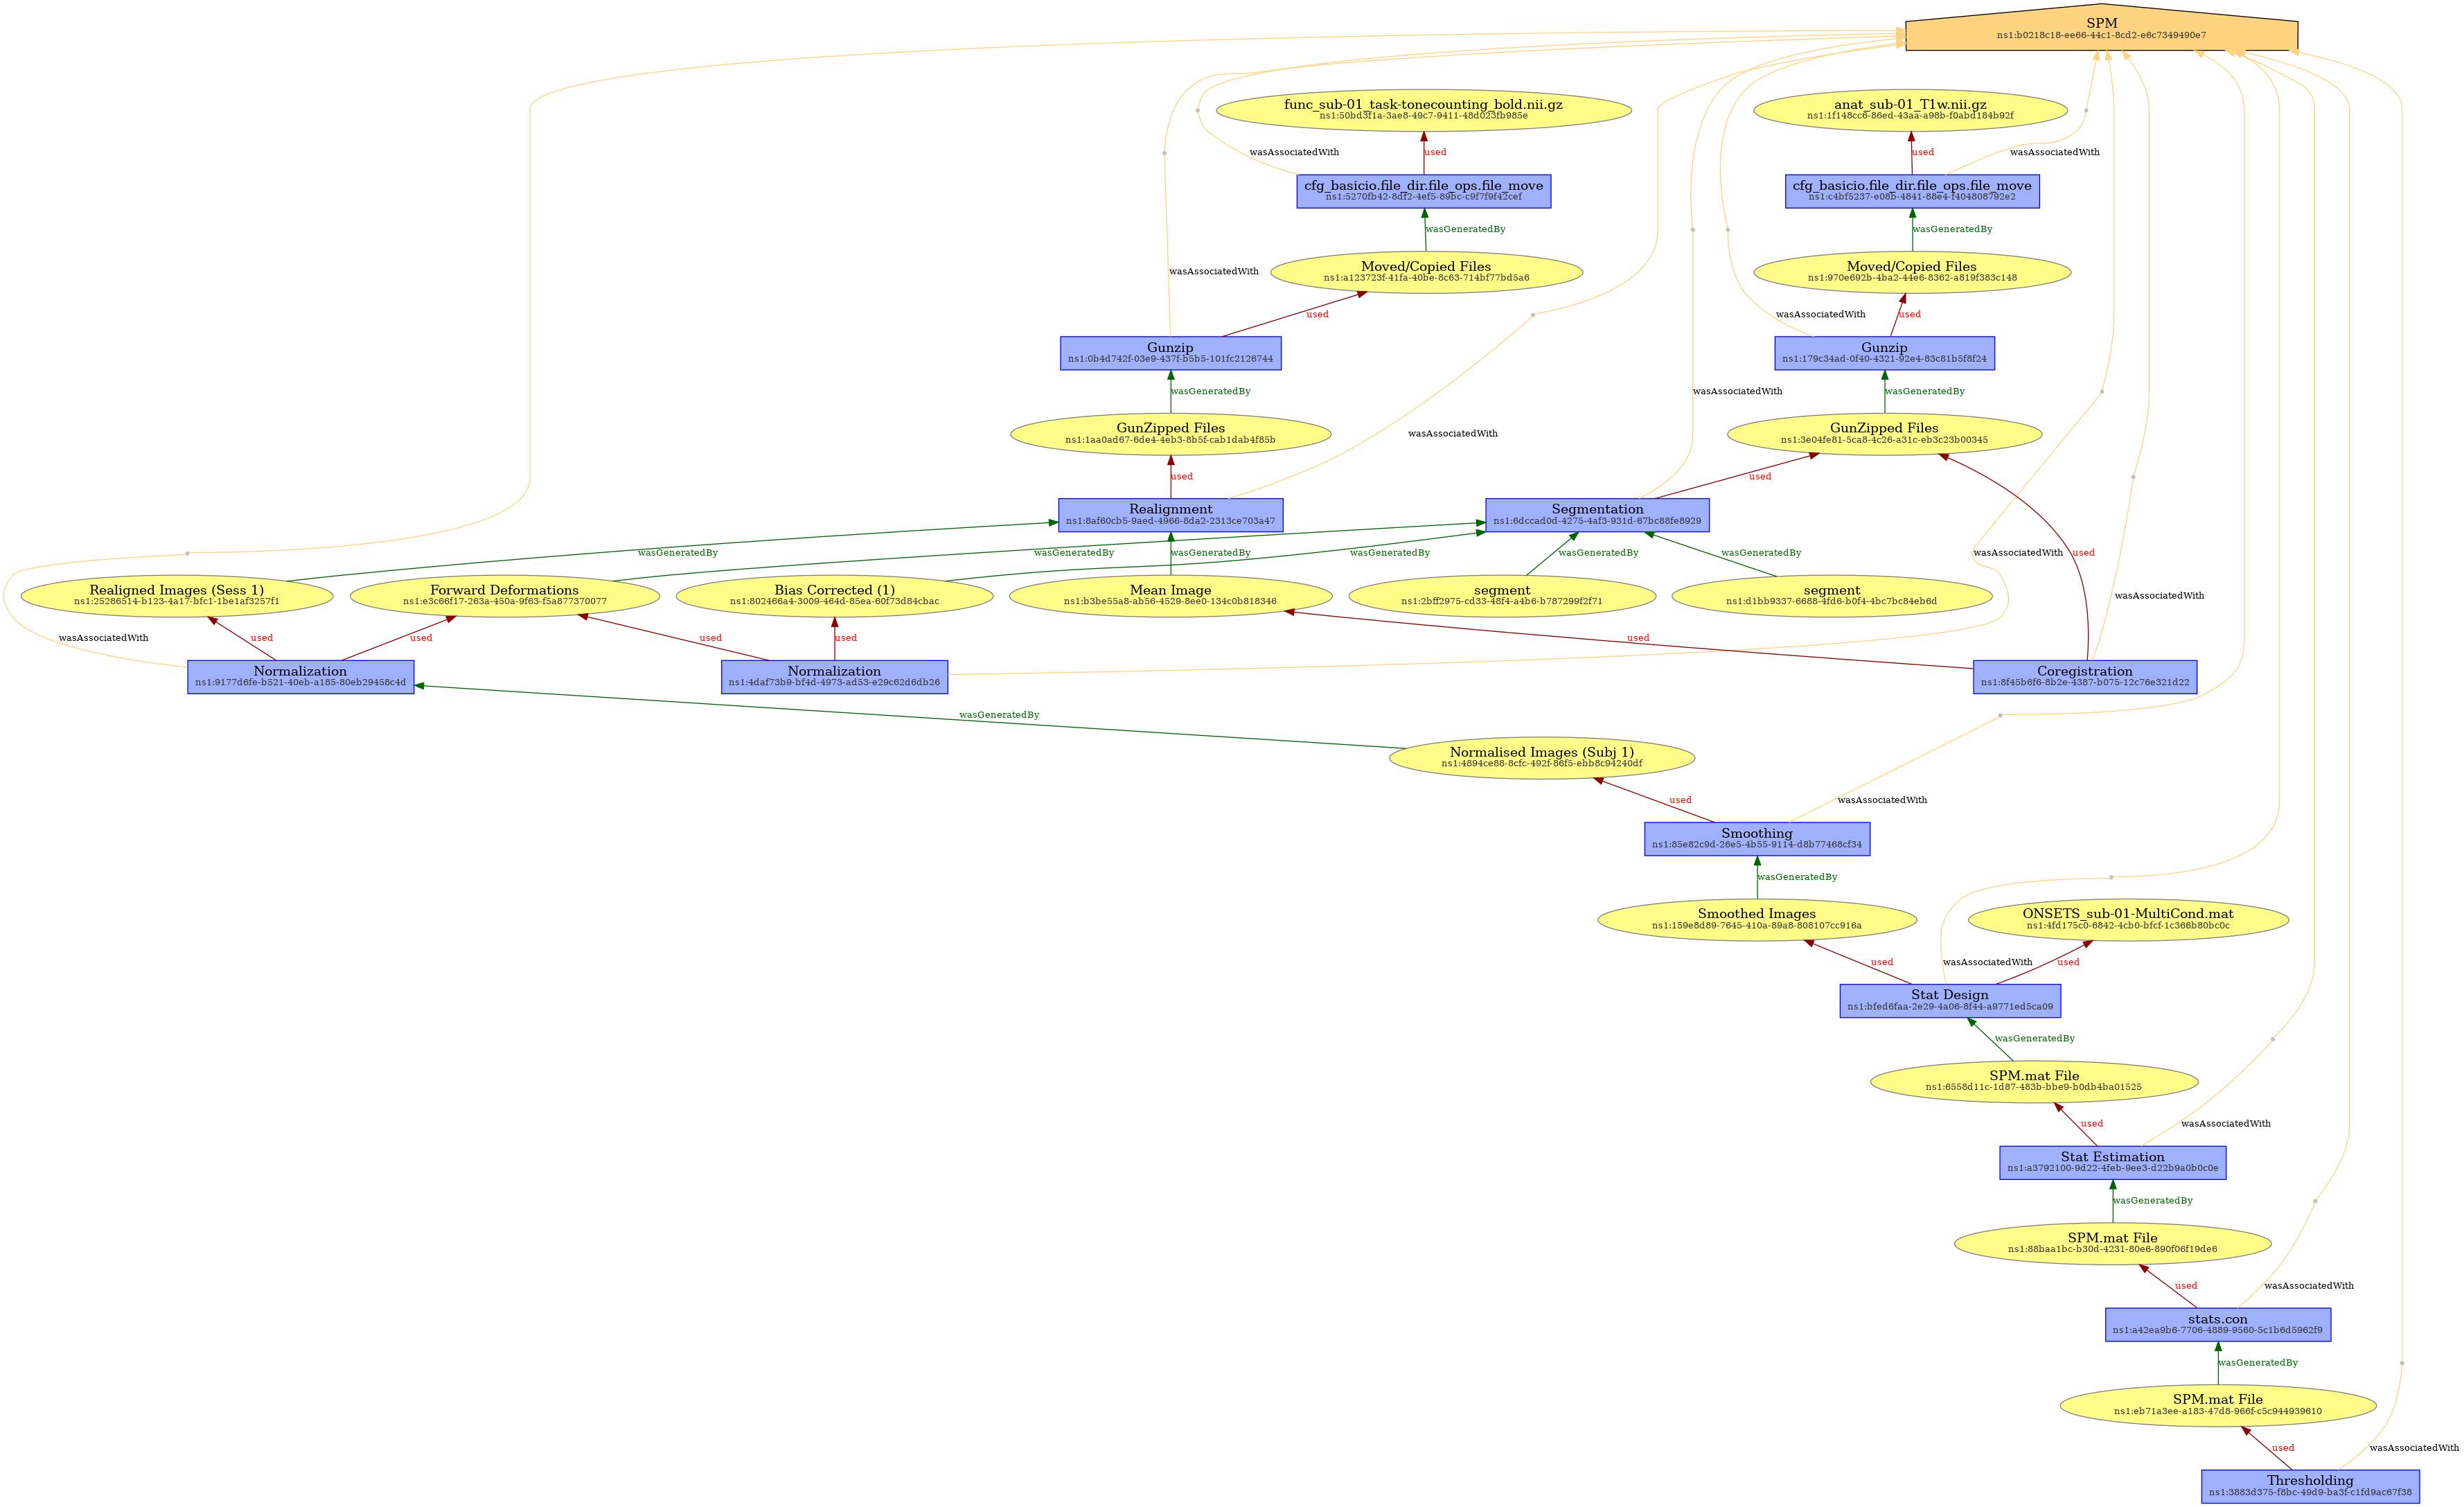 SPM
ns1:b0218c18-ee66-44c1-8cd2-e6c7349490e7
func_sub-01_task-tonecounting_bold.nii.gz
ns1:50bd3f1a-3ae8-49c7-9411-48d023fb985e
anat_sub-01_T1w.nii.gz
ns1:1f148cc6-86ed-43aa-a98b-f0abd184b92f
wasAssociatedWith
used
used
wasAssociatedWith
cfg_basicio.file_dir.file_ops.file_move
ns1:5270fb42-8df2-4ef5-89bc-c9f7f9f42cef
cfg_basicio.file_dir.file_ops.file_move
ns1:c4bf5237-e08b-4841-88e4-f404808792e2
wasGeneratedBy
wasGeneratedBy
wasAssociatedWith
Moved/Copied Files
ns1:a123723f-41fa-40be-8c63-714bf77bd5a6
Moved/Copied Files
ns1:970e692b-4ba2-44e6-8362-a819f383c148
used
wasAssociatedWith
used
Gunzip
ns1:0b4d742f-03e9-437f-b5b5-101fc2126744
Gunzip
ns1:179c34ad-0f40-4321-92e4-83c81b5f8f24
wasGeneratedBy
wasAssociatedWith
wasGeneratedBy
GunZipped Files
ns1:1aa0ad67-6de4-4eb3-8b5f-cab1dab4f85b
wasAssociatedWith
GunZipped Files
ns1:3e04fe81-5ca8-4c26-a31c-eb3c23b00345
used
used
Realignment
ns1:8af60cb5-9aed-4966-8da2-2313ce703a47
Segmentation
ns1:6dccad0d-4275-4af3-931d-67bc88fe8929
wasGeneratedBy
wasGeneratedBy
wasGeneratedBy
wasGeneratedBy
wasGeneratedBy
wasGeneratedBy
wasAssociatedWith
used
Realigned Images (Sess 1)
ns1:25286514-b123-4a17-bfc1-1be1af3257f1
Forward Deformations
ns1:e3c66f17-263a-450a-9f63-f5a877370077
Bias Corrected (1)
ns1:802466a4-3009-464d-85ea-60f73d84cbac
Mean Image
ns1:b3be55a8-ab56-4529-8ee0-134c0b818346
segment
ns1:2bff2975-cd33-48f4-a4b6-b787299f2f71
segment
ns1:d1bb9337-6688-4fd6-b0f4-4bc7bc84eb6d
wasAssociatedWith
wasAssociatedWith
used
used
used
used
used
Normalization
ns1:9177d6fe-b521-40eb-a185-80eb29458c4d
Normalization
ns1:4daf73b9-bf4d-4973-ad53-e29c62d6db26
Coregistration
ns1:8f45b6f6-8b2e-4387-b075-12c76e321d22
wasGeneratedBy
Normalised Images (Subj 1)
ns1:4894ce88-8cfc-492f-86f5-ebb8c94240df
used
wasAssociatedWith
Smoothing
ns1:85e82c9d-26e5-4b55-9114-d8b77468cf34
wasGeneratedBy
Smoothed Images
ns1:159e8d89-7645-410a-89a8-808107cc916a
ONSETS_sub-01-MultiCond.mat
ns1:4fd175c0-6842-4cb0-bfcf-1c366b80bc0c
used
wasAssociatedWith
used
Stat Design
ns1:bfed6faa-2e29-4a06-8f44-a9771ed5ca09
wasGeneratedBy
SPM.mat File
ns1:6558d11c-1d87-483b-bbe9-b0db4ba01525
used
wasAssociatedWith
Stat Estimation
ns1:a3792100-9d22-4feb-9ee3-d22b9a0b0c0e
wasGeneratedBy
SPM.mat File
ns1:88baa1bc-b30d-4231-80e6-890f06f19de6
used
wasAssociatedWith
stats.con
ns1:a42ea9b6-7706-4889-9560-5c1b6d5962f9
wasGeneratedBy
SPM.mat File
ns1:eb71a3ee-a183-47d8-966f-c5c944939610
used
wasAssociatedWith
Thresholding
ns1:3883d375-f8bc-49d9-ba3f-c1fd9ac67f38